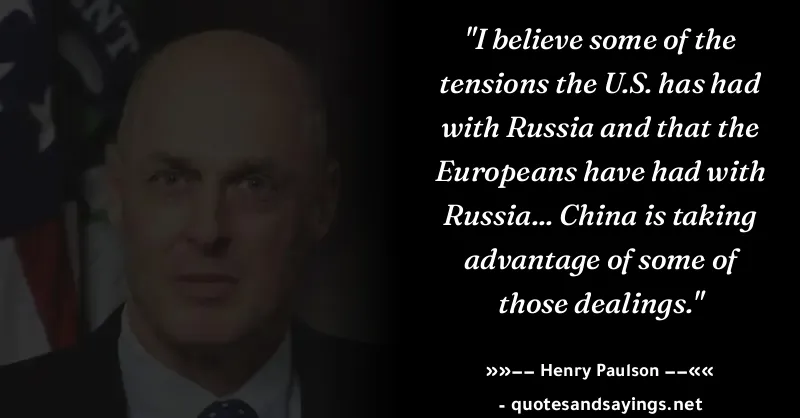 ENT
"I believe some of the
tensions the U.S. has had
with Russia and that the
Europeans have had with
Russia... China is taking
advantage of some of
those dealings."
»»−− Henry Paulson −−««
- quotesandsayings.net